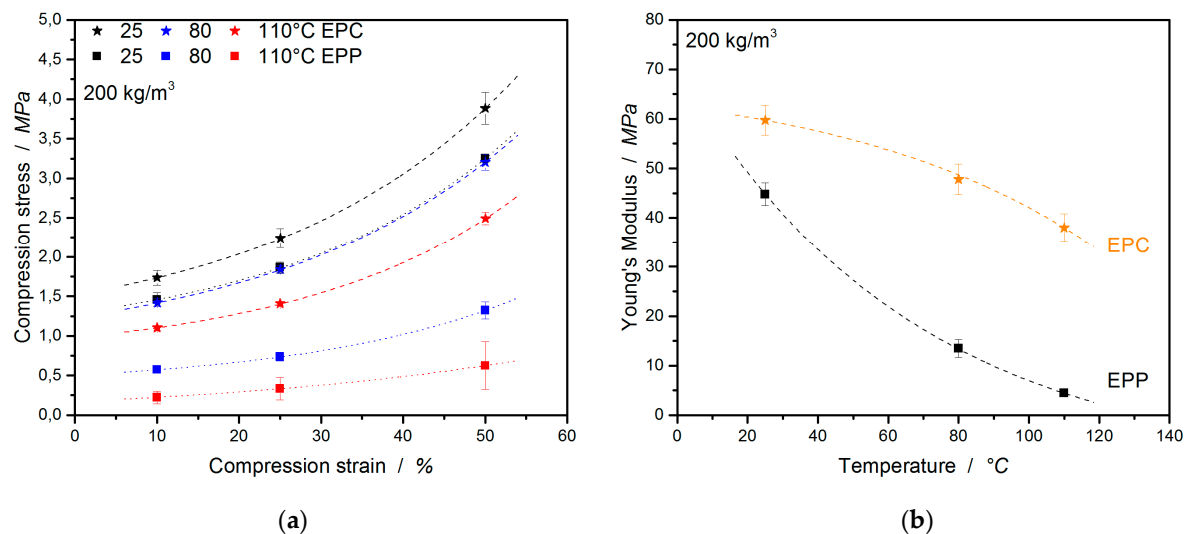 5,0
4,5
4,0
3,5
3,0
2,5
2,0
1,5
1,0
0,5
0,0
Compression stress / MPa
25 80 110°C EPC
25 80 110°C EPP
200 kg/m³
0 10 20 30 40 50 60
Compression strain / %
(a)
80
70
60
50
40
30
20
10
0
Young's Modulus / MPa
200 kg/m³
EPC
EPP
0 20 40 60 80 100 120 140
Temperature / °C
(b)